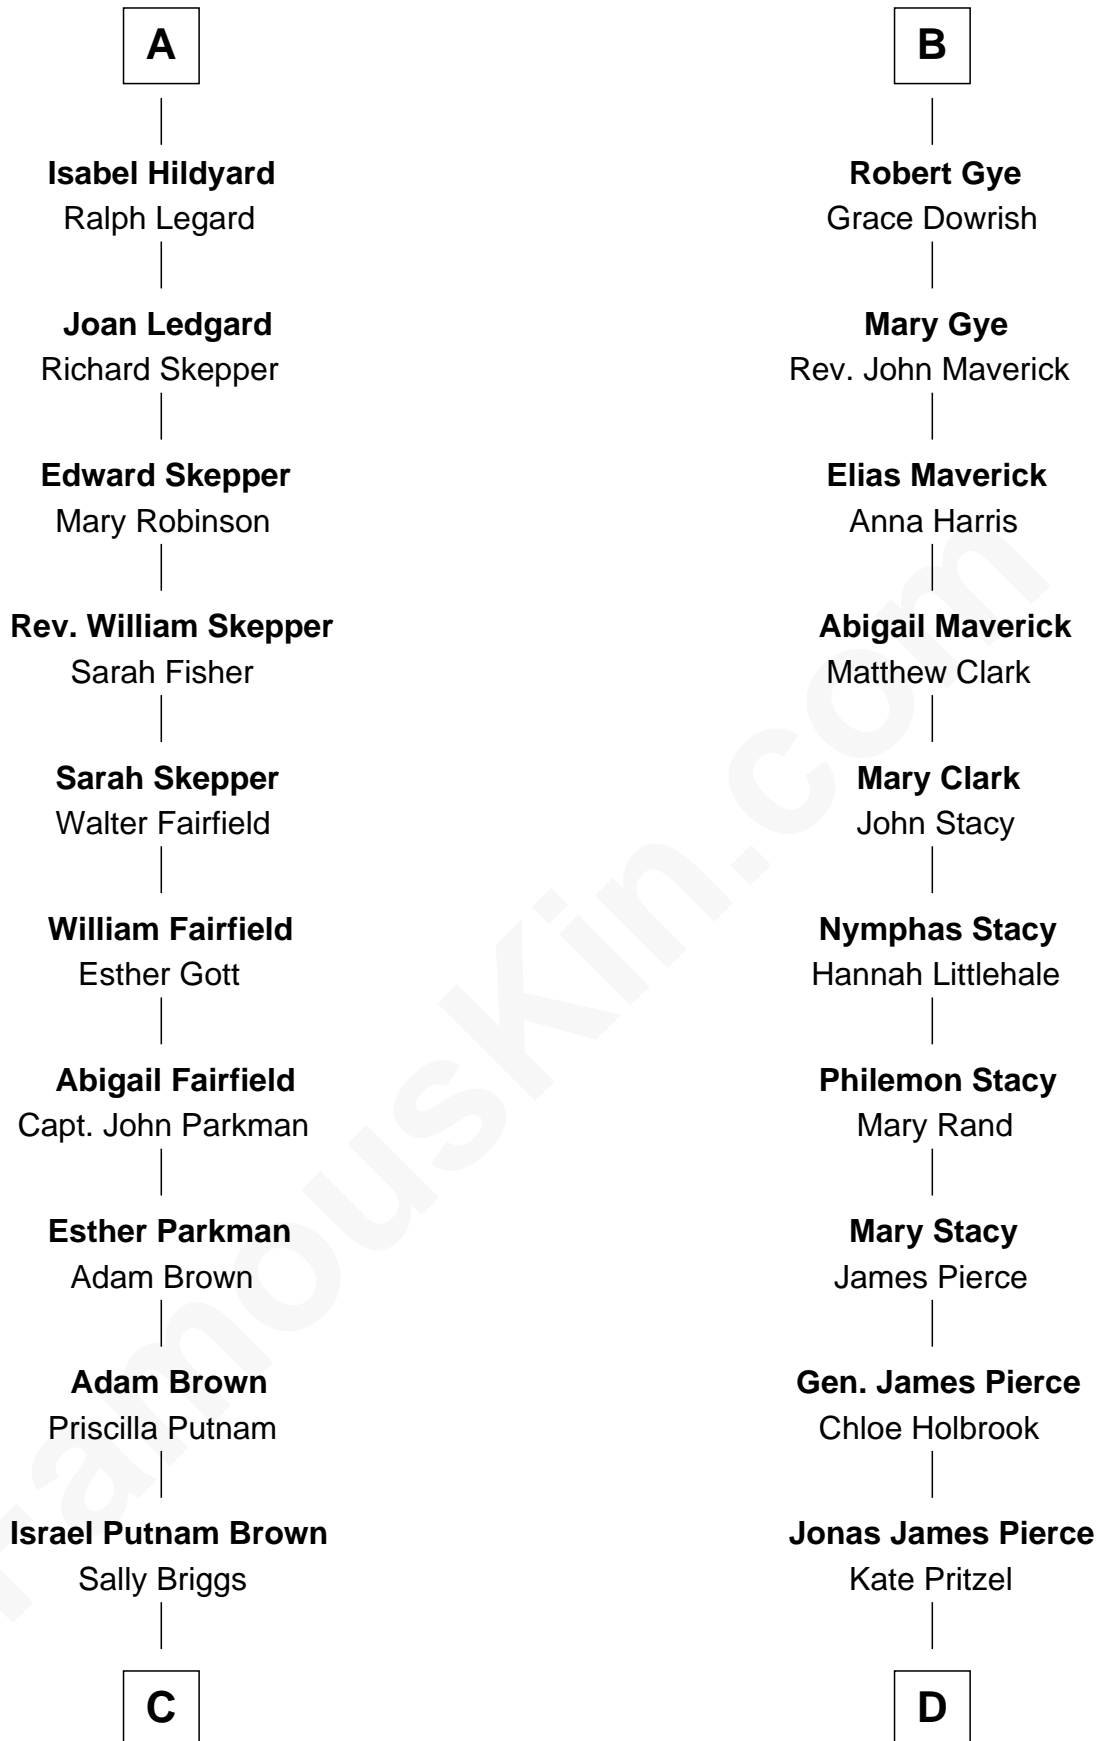 A
Isabel Hildyard
Ralph Legard
Joan Ledgard
Richard Skepper
Edward Skepper
Mary Robinson
Rev. William Skepper
Sarah Fisher
Sarah Skepper
Walter Fairfield
William Fairfield
Esther Gott
Abigail Fairfield
Capt. John Parkman
Esther Parkman
Adam Brown
Adam Brown
Priscilla Putnam
Israel Putnam Brown
Sally Briggs
C
B
Robert Gye
Grace Dowrish
Mary Gye
Rev. John Maverick
Elias Maverick
Anna Harris
Abigail Maverick
Matthew Clark
Mary Clark
John Stacy
Nymphas Stacy
Hannah Littlehale
Philemon Stacy
Mary Rand
Mary Stacy
James Pierce
Gen. James Pierce
Chloe Holbrook
Jonas James Pierce
Kate Pritzel
D
FamousKin.com